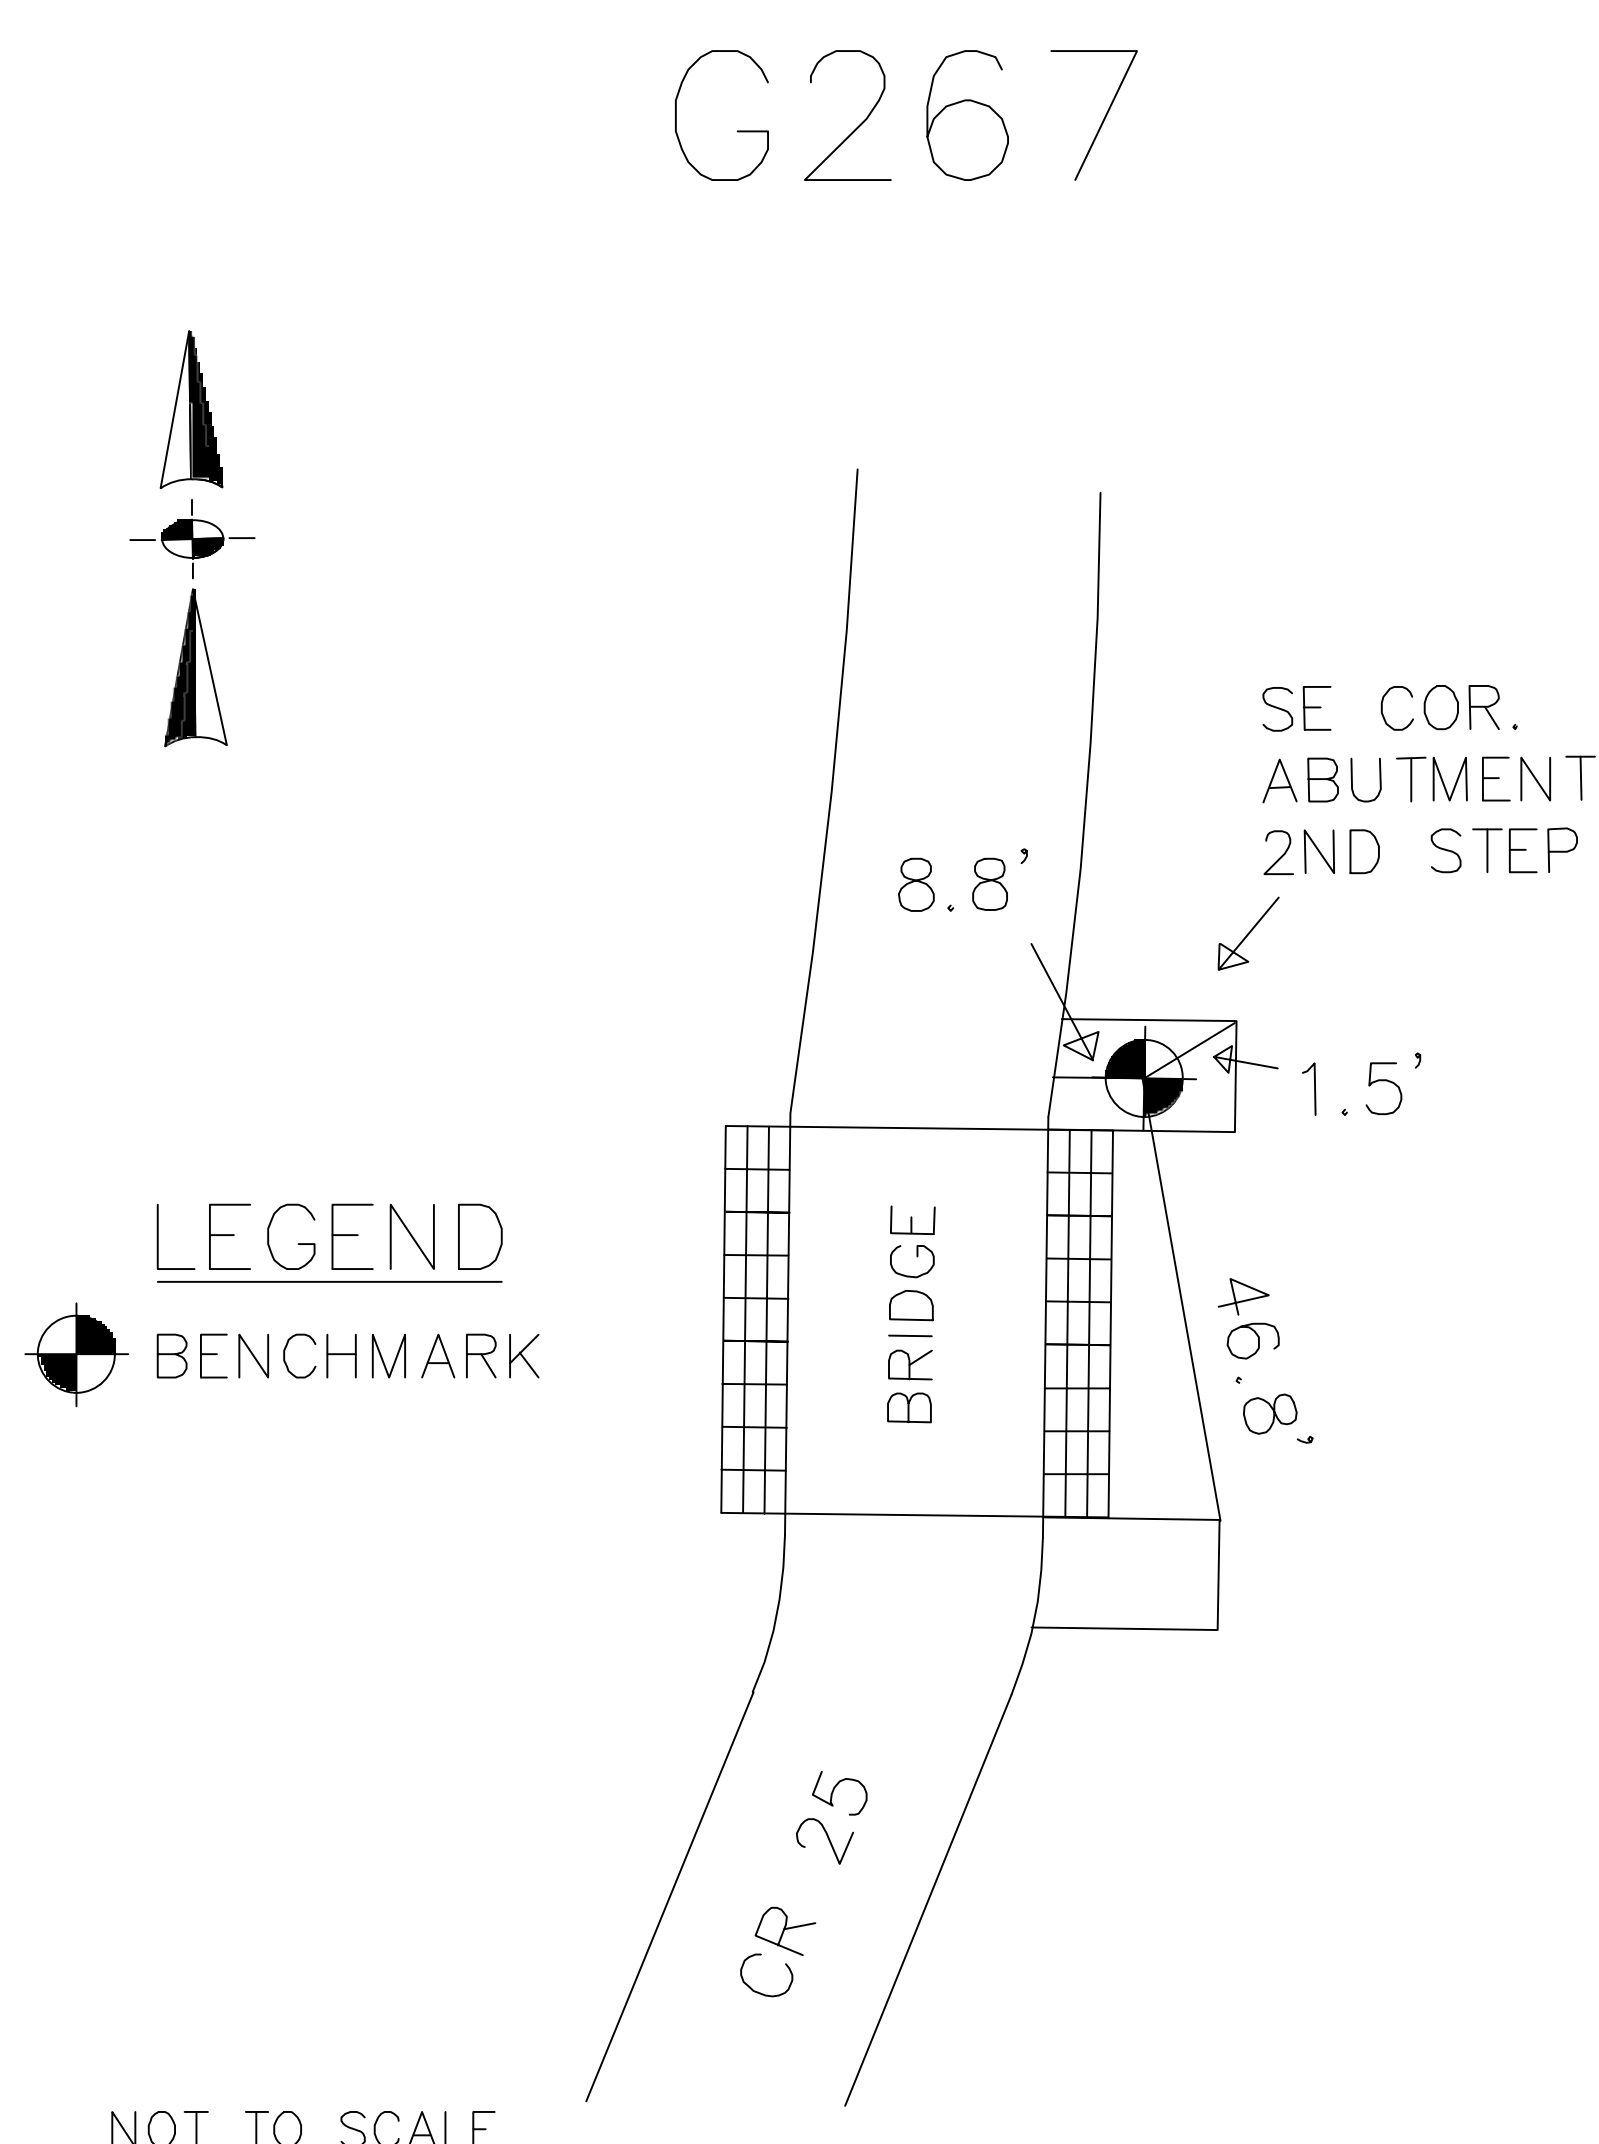 G267
SE COR.
ABUTMENT
2ND STEP
8.8'
1.5'
LEGEND
BENCHMARK
BRIDGE
46.8'
CR 25
NOT TO SCALE